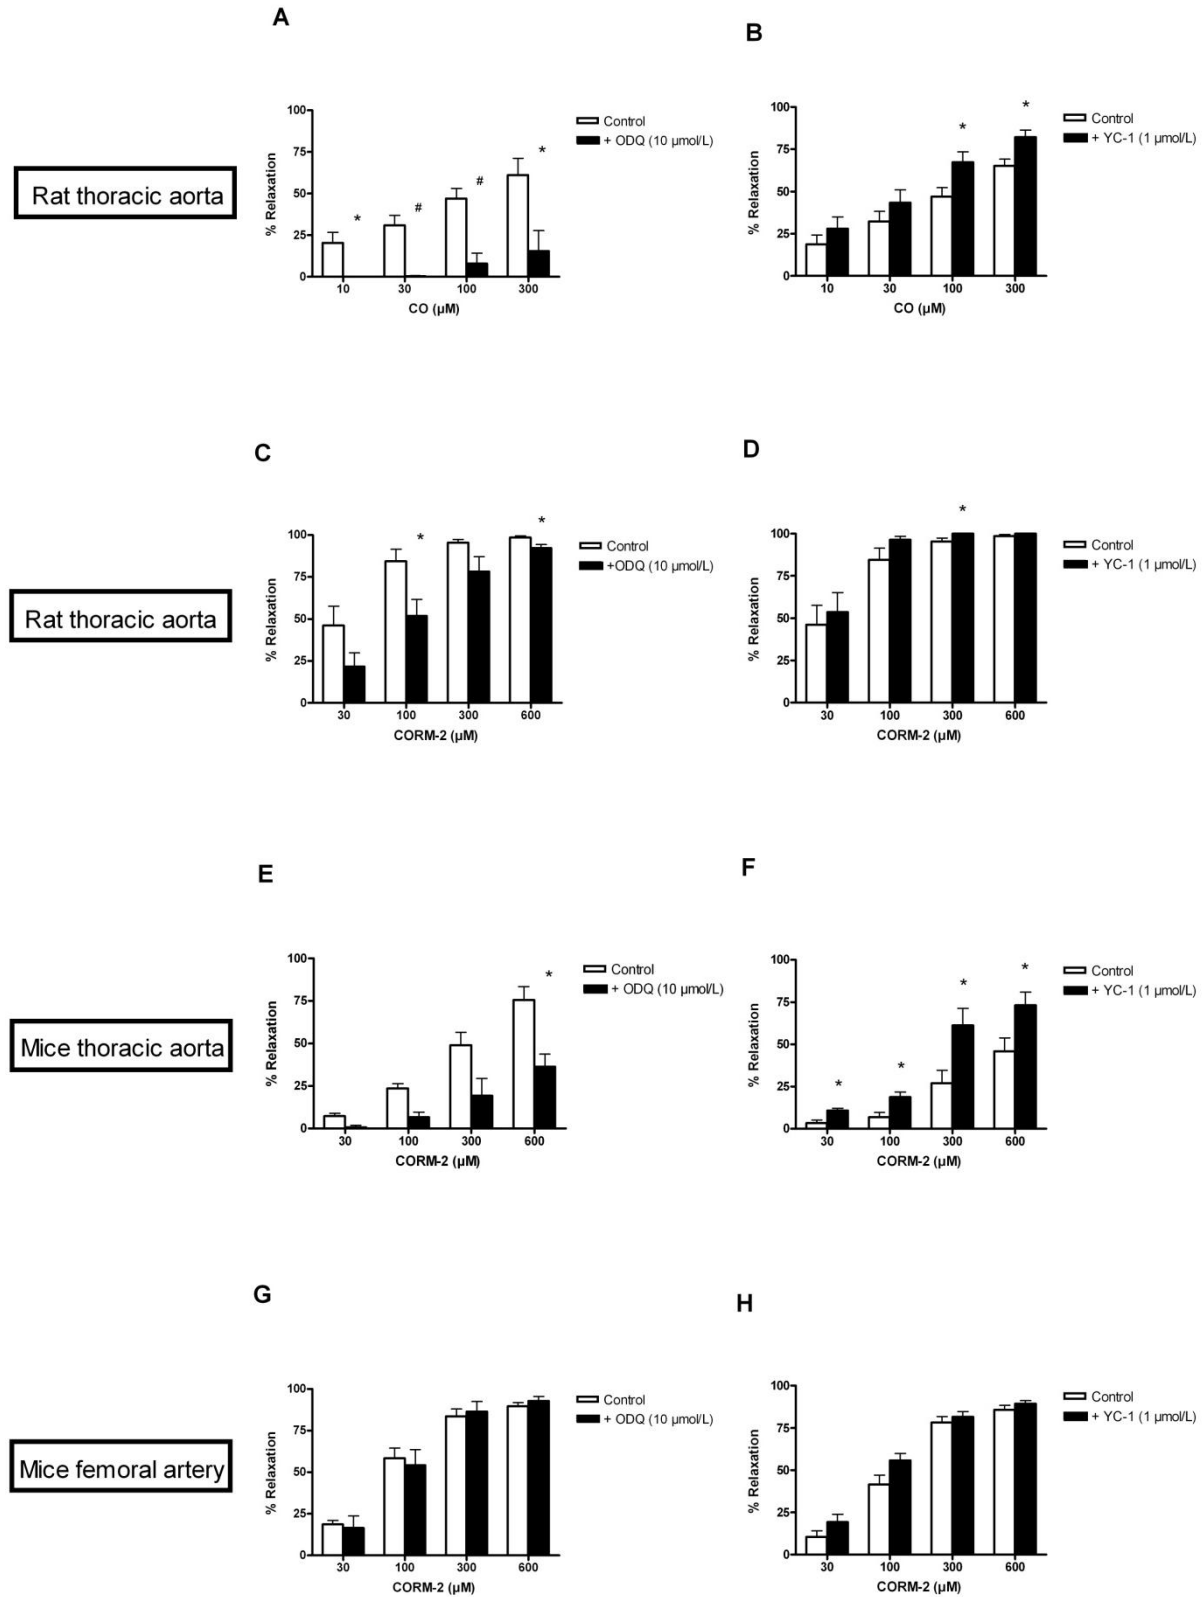 A
B
Rat thoracic aorta
100
75
50
25
0
% Relaxation
* # # *
10 30 100 300
CO (µM)
Control
+ ODQ (10 µmol/L)
100
75
50
25
0
% Relaxation
* *
10 30 100 300
CO (µM)
Control
+ YC-1 (1 µmol/L)
C
D
Rat thoracic aorta
100
75
50
25
0
% Relaxation
* *
30 100 300 600
CORM-2 (µM)
Control
+ODQ (10 µmol/L)
100
75
50
25
0
% Relaxation
*
30 100 300 600
CORM-2 (µM)
Control
+ YC-1 (1 µmol/L)
E
F
Mice thoracic aorta
100
75
50
25
0
% Relaxation
*
30 100 300 600
CORM-2 (µM)
Control
+ ODQ (10 µmol/L)
100
75
50
25
0
% Relaxation
* * * *
30 100 300 600
CORM-2 (µM)
Control
+ YC-1 (1 µmol/L)
G
H
Mice femoral artery
100
75
50
25
0
% Relaxation
30 100 300 600
CORM-2 (µM)
Control
+ ODQ (10 µmol/L)
100
75
50
25
0
% Relaxation
30 100 300 600
CORM-2 (µM)
Control
+ YC-1 (1 µmol/L)